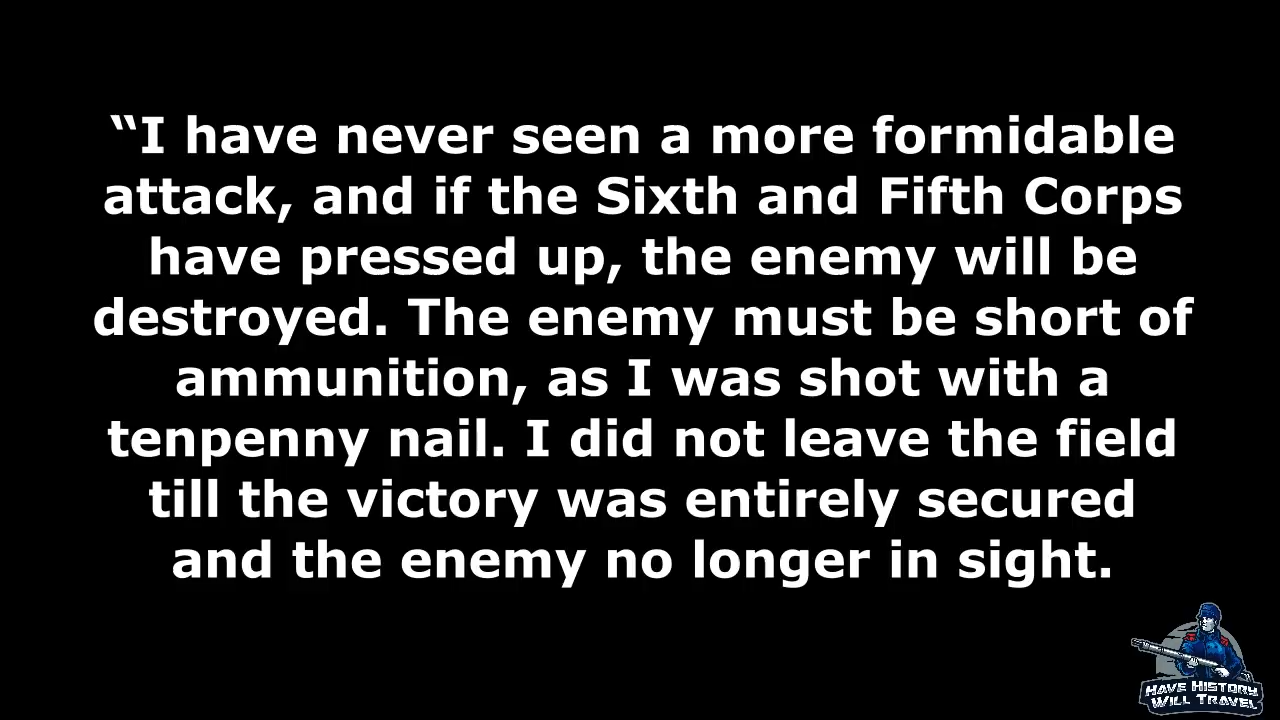 “I have never seen a more formidable
attack, and if the Sixth and Fifth Corps
have pressed up, the enemy will be
destroyed. The enemy must be short of
ammunition, as I was shot with a
tenpenny nail. I did not leave the field
till the victory was entirely secured
and the enemy no longer in sight.
HAVE HISTORY
WILL TRAVEL